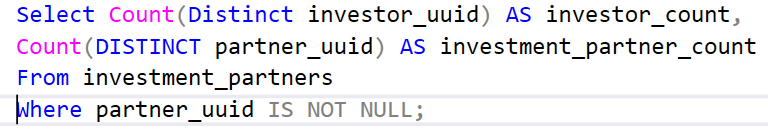 Select Count(Distinct investor_uuid) AS investor_count,
Count(DISTINCT partner_uuid) AS investment_partner_count
From investment_partners
Where partner_uuid IS NOT NULL;